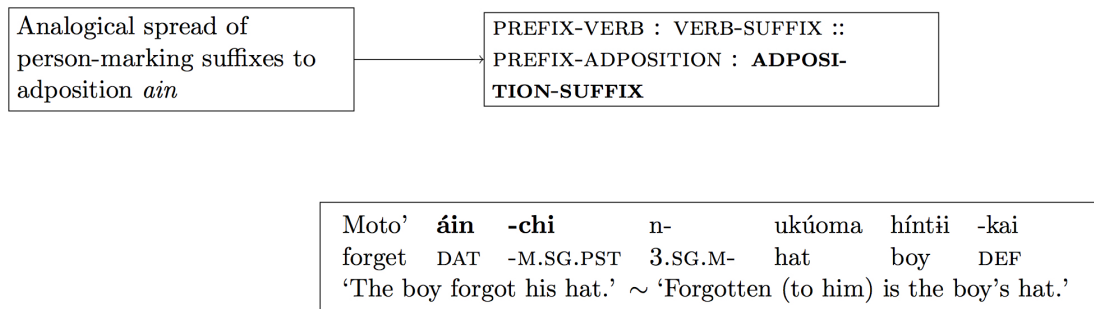 Analogical spread of
person-marking suffixes to
adposition ain
PREFIX-VERB : VERB-SUFFIX ::
PREFIX-ADPOSITION : ADPOSI-
TION-SUFFIX
Moto’ áin -chi n- ukúoma híntɨi -kai
forget DAT -M.SG.PST 3.SG.M- hat boy DEF
‘The boy forgot his hat.’ ∼ ‘Forgotten (to him) is the boy’s hat.’